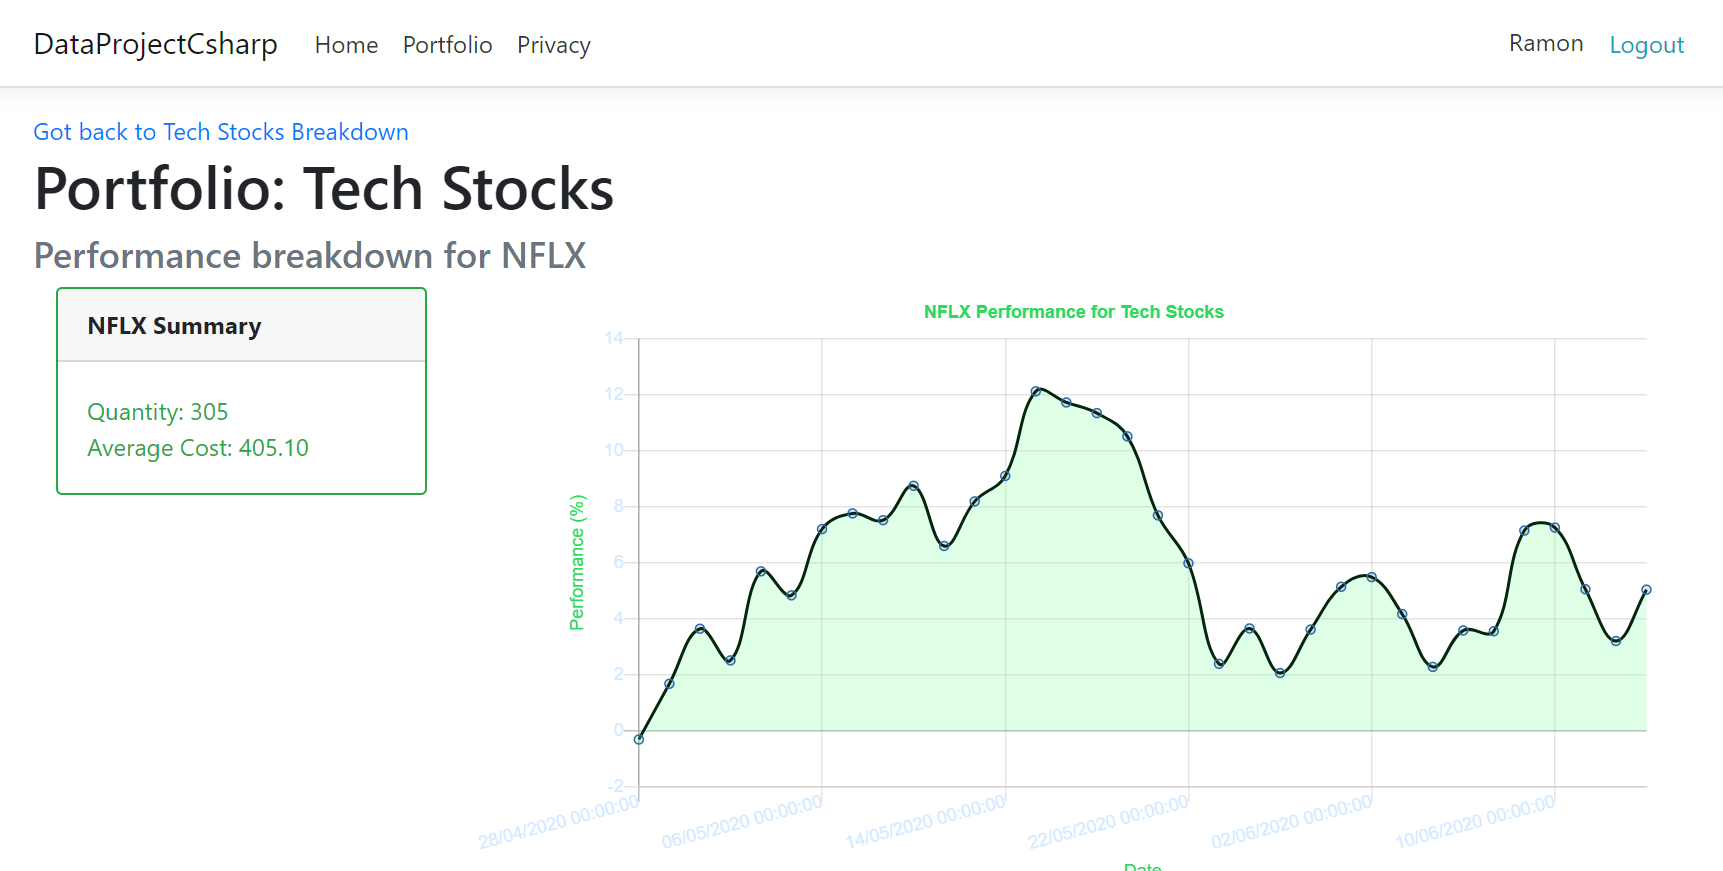 DataProjectCsharp Home Portfolio Privacy Ramon Logout
Got back to Tech Stocks Breakdown
Portfolio: Tech Stocks
Performance breakdown for NFLX
NFLX Summary
Quantity: 305
Average Cost: 405.10
NFLX Performance for Tech Stocks
Performance (%)
14
12
10
8
6
4
2
0
-2
28/04/2020 00:00:00
06/05/2020 00:00:00
14/05/2020 00:00:00
22/05/2020 00:00:00
02/06/2020 00:00:00
10/06/2020 00:00:00
Date